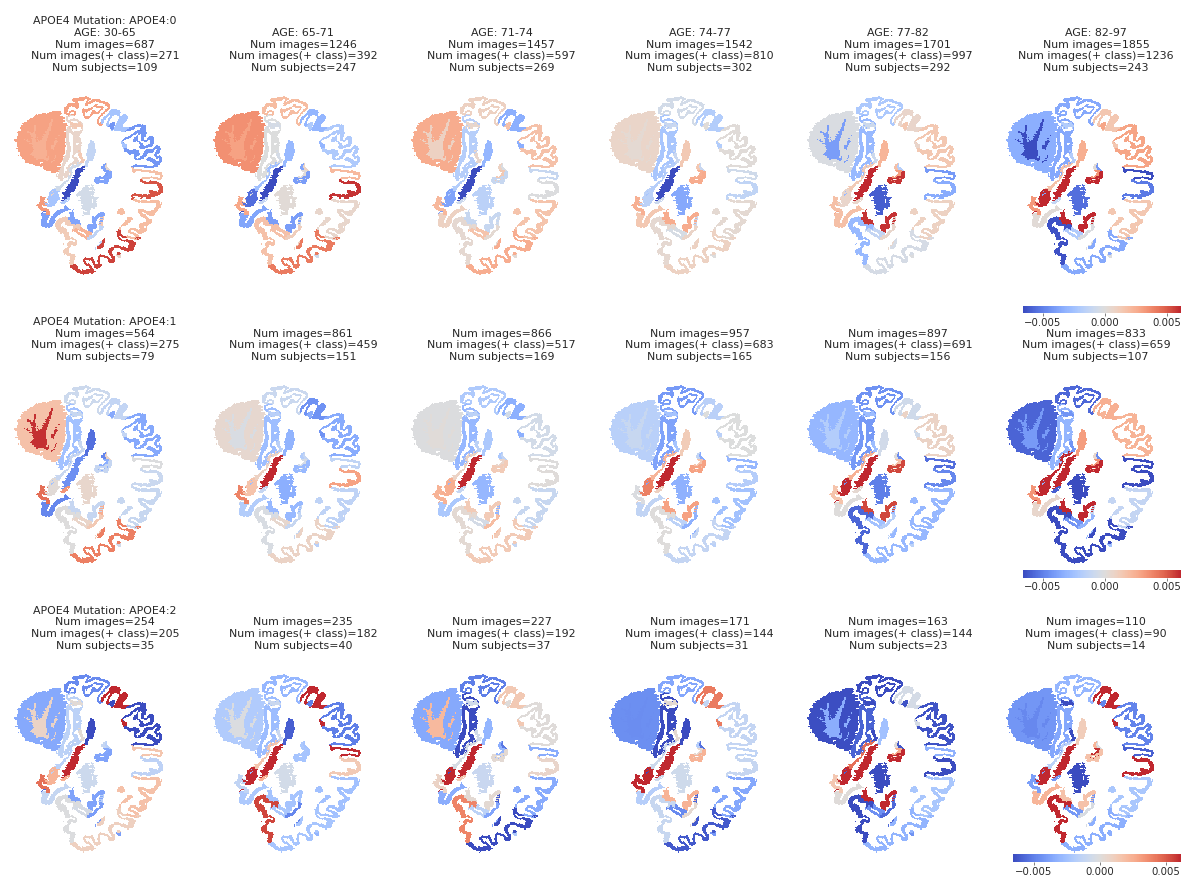 APOE4 Mutation: APOE4:0
AGE: 30-65
Num images=687
Num images(+ class)=271
Num subjects=109
AGE: 65-71
Num images=1246
Num images(+ class)=392
Num subjects=247
AGE: 71-74
Num images=1457
Num images(+ class)=597
Num subjects=269
AGE: 74-77
Num images=1542
Num images(+ class)=810
Num subjects=302
AGE: 77-82
Num images=1701
Num images(+ class)=997
Num subjects=292
AGE: 82-97
Num images=1855
Num images(+ class)=1236
Num subjects=243
−0.005 0.000 0.005
APOE4 Mutation: APOE4:1
Num images=564
Num images(+ class)=275
Num subjects=79
Num images=861
Num images(+ class)=459
Num subjects=151
Num images=866
Num images(+ class)=517
Num subjects=169
Num images=957
Num images(+ class)=683
Num subjects=165
Num images=897
Num images(+ class)=691
Num subjects=156
Num images=833
Num images(+ class)=659
Num subjects=107
−0.005 0.000 0.005
APOE4 Mutation: APOE4:2
Num images=254
Num images(+ class)=205
Num subjects=35
Num images=235
Num images(+ class)=182
Num subjects=40
Num images=227
Num images(+ class)=192
Num subjects=37
Num images=171
Num images(+ class)=144
Num subjects=31
Num images=163
Num images(+ class)=144
Num subjects=23
Num images=110
Num images(+ class)=90
Num subjects=14
−0.005 0.000 0.005